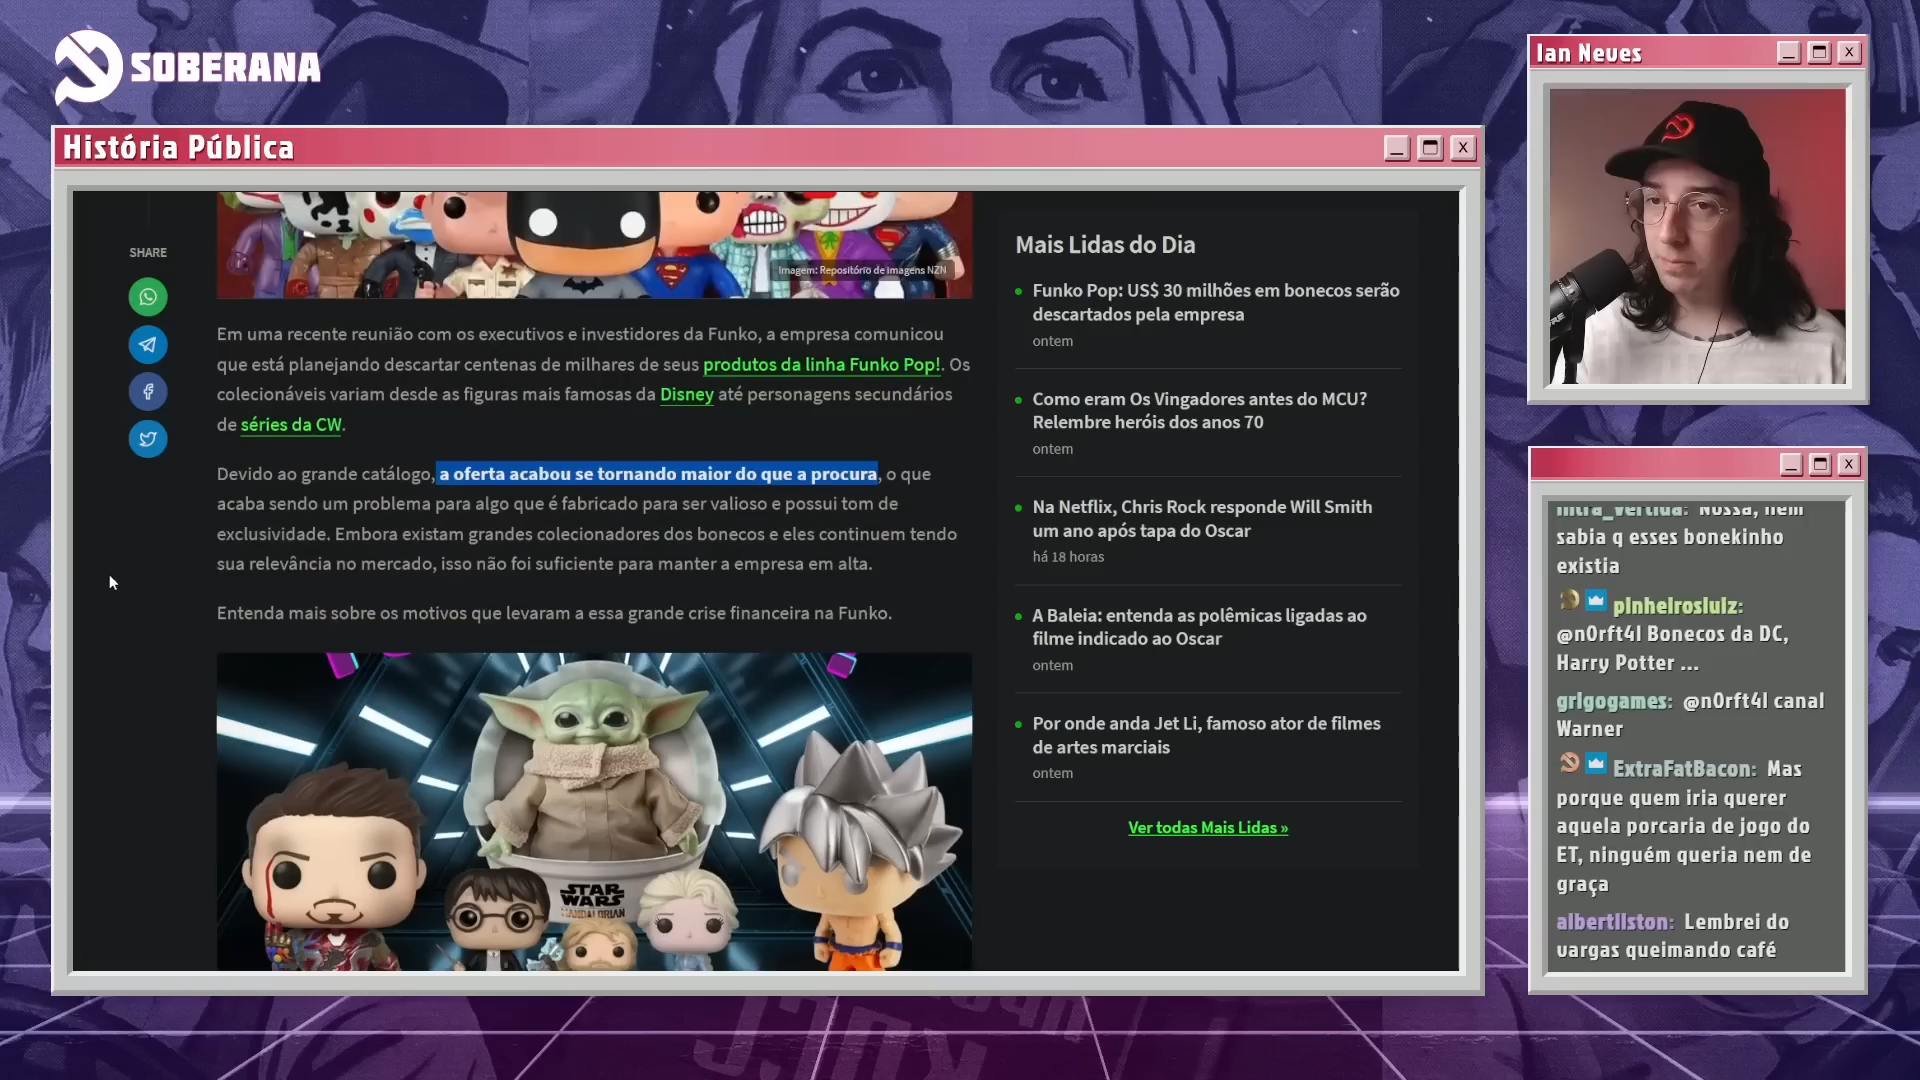 SOBERANA
História Pública
X
SHARE
Imagem: Repositório de imagens NZN
Em uma recente reunião com os executivos e investidores da Funko, a empresa comunicou
que está planejando descartar centenas de milhares de seus produtos da linha Funko Pop!. Os
colecionáveis variam desde as figuras mais famosas da Disney até personagens secundários
de séries da CW.
Devido ao grande catálogo, a oferta acabou se tornando maior do que a procura, o que
acaba sendo um problema para algo que é fabricado para ser valioso e possui tom de
exclusividade. Embora existam grandes colecionadores dos bonecos e eles continuem tendo
sua relevância no mercado, isso não foi suficiente para manter a empresa em alta.
Entenda mais sobre os motivos que levaram a essa grande crise financeira na Funko.
STAR
WARS
MANDALORIAN
Mais Lidas do Dia
Funko Pop: US$ 30 milhões em bonecos serão
descartados pela empresa
ontem
Como eram Os Vingadores antes do MCU?
Relembre heróis dos anos 70
ontem
Na Netflix, Chris Rock responde Will Smith
um ano após tapa do Oscar
há 18 horas
A Baleia: entenda as polêmicas ligadas ao
filme indicado ao Oscar
ontem
Por onde anda Jet Li, famoso ator de filmes
de artes marciais
ontem
Ver todas Mais Lidas »
Ian Neves
X
X
intra_vertida: Nossa, nem
sabia q esses bonekinho
existia
pinheirosluiz:
@n0rft4l Bonecos da DC,
Harry Potter ...
grigogames: @n0rft4l canal
Warner
ExtraFatBacon: Mas
porque quem iria querer
aquela porcaria de jogo do
ET, ninguém queria nem de
graça
albertliston: Lembrei do
vargas queimando café